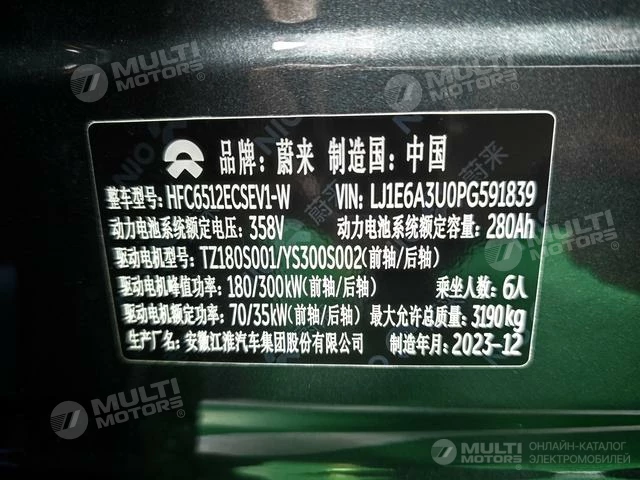 MULTI MOTORS
MULTI MOTORS
品牌：蔚来 制造国：中国
整车型号：HFC6512ECSEV1-W VIN: LJ1E6A3U0PG591839
动力电池系统额定电压：358V 动力电池系统额定容量：280Ah
驱动电机型号：TZ180S001/YS300S002(前轴/后轴)
驱动电机峰值功率：180/300kW(前轴/后轴) 乘坐人数：6人
驱动电机额定功率：70/35kW(前轴/后轴) 最大允许总质量：3190kg
生产厂名：安徽江淮汽车集团股份有限公司 制造年月：2023-12
MULTI MOTORS
MULTI MOTORS
ОНЛАЙН-КАТАЛОГ
ЭЛЕКТРОМОБИЛЕЙ